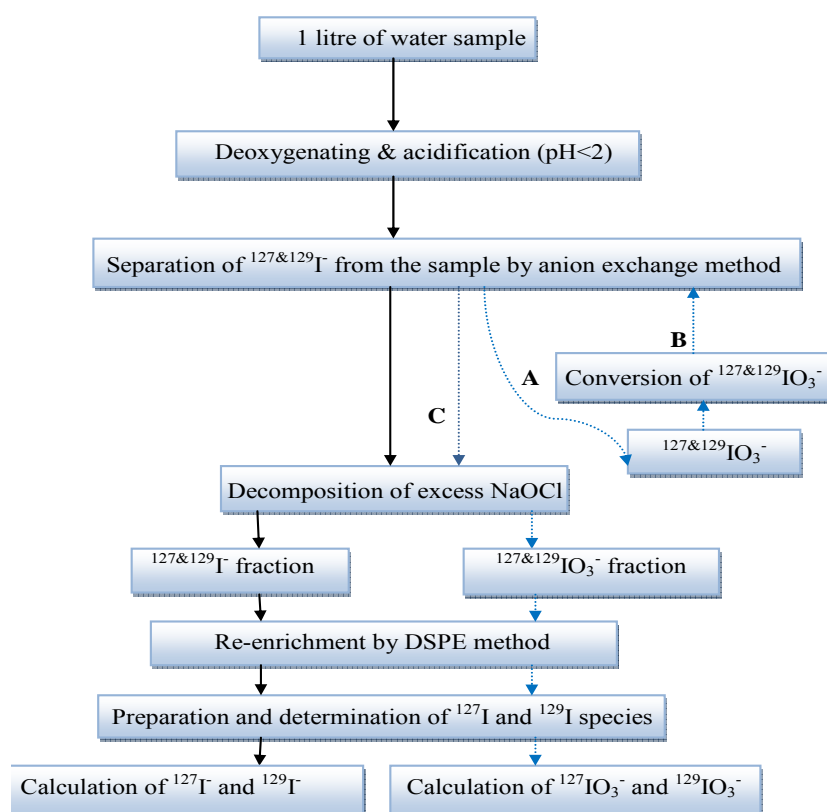 1 litre of water sample
Deoxygenating & acidification (pH<2)
Separation of ¹²⁷&¹²⁹I⁻ from the sample by anion exchange method
B
A
Conversion of ¹²⁷&¹²⁹IO₃⁻
C
¹²⁷&¹²⁹IO₃⁻
Decomposition of excess NaOCl
¹²⁷&¹²⁹I⁻ fraction
¹²⁷&¹²⁹IO₃⁻ fraction
Re-enrichment by DSPE method
Preparation and determination of ¹²⁷I and ¹²⁹I species
Calculation of ¹²⁷I⁻ and ¹²⁹I⁻
Calculation of ¹²⁷IO₃⁻ and ¹²⁹IO₃⁻